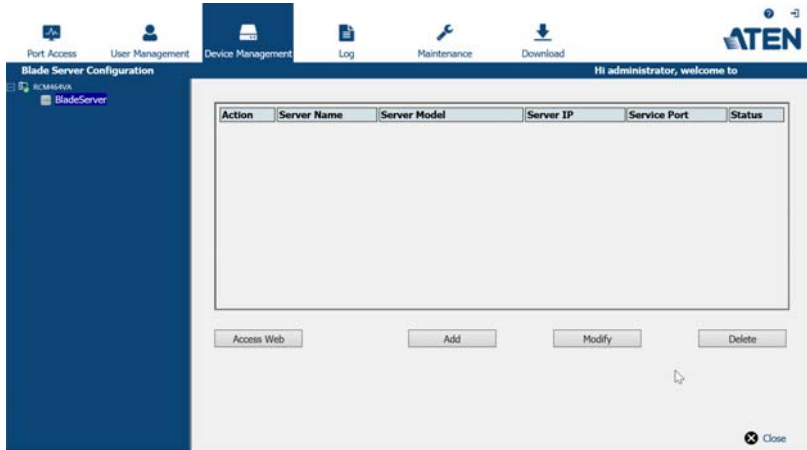 ATEN
Port Access User Management Device Management Log Maintenance Download
Blade Server Configuration Hi administrator, welcome to
RCM464VA
BladeServer
Action Server Name Server Model Server IP Service Port Status
Access Web Add Modify Delete
Close